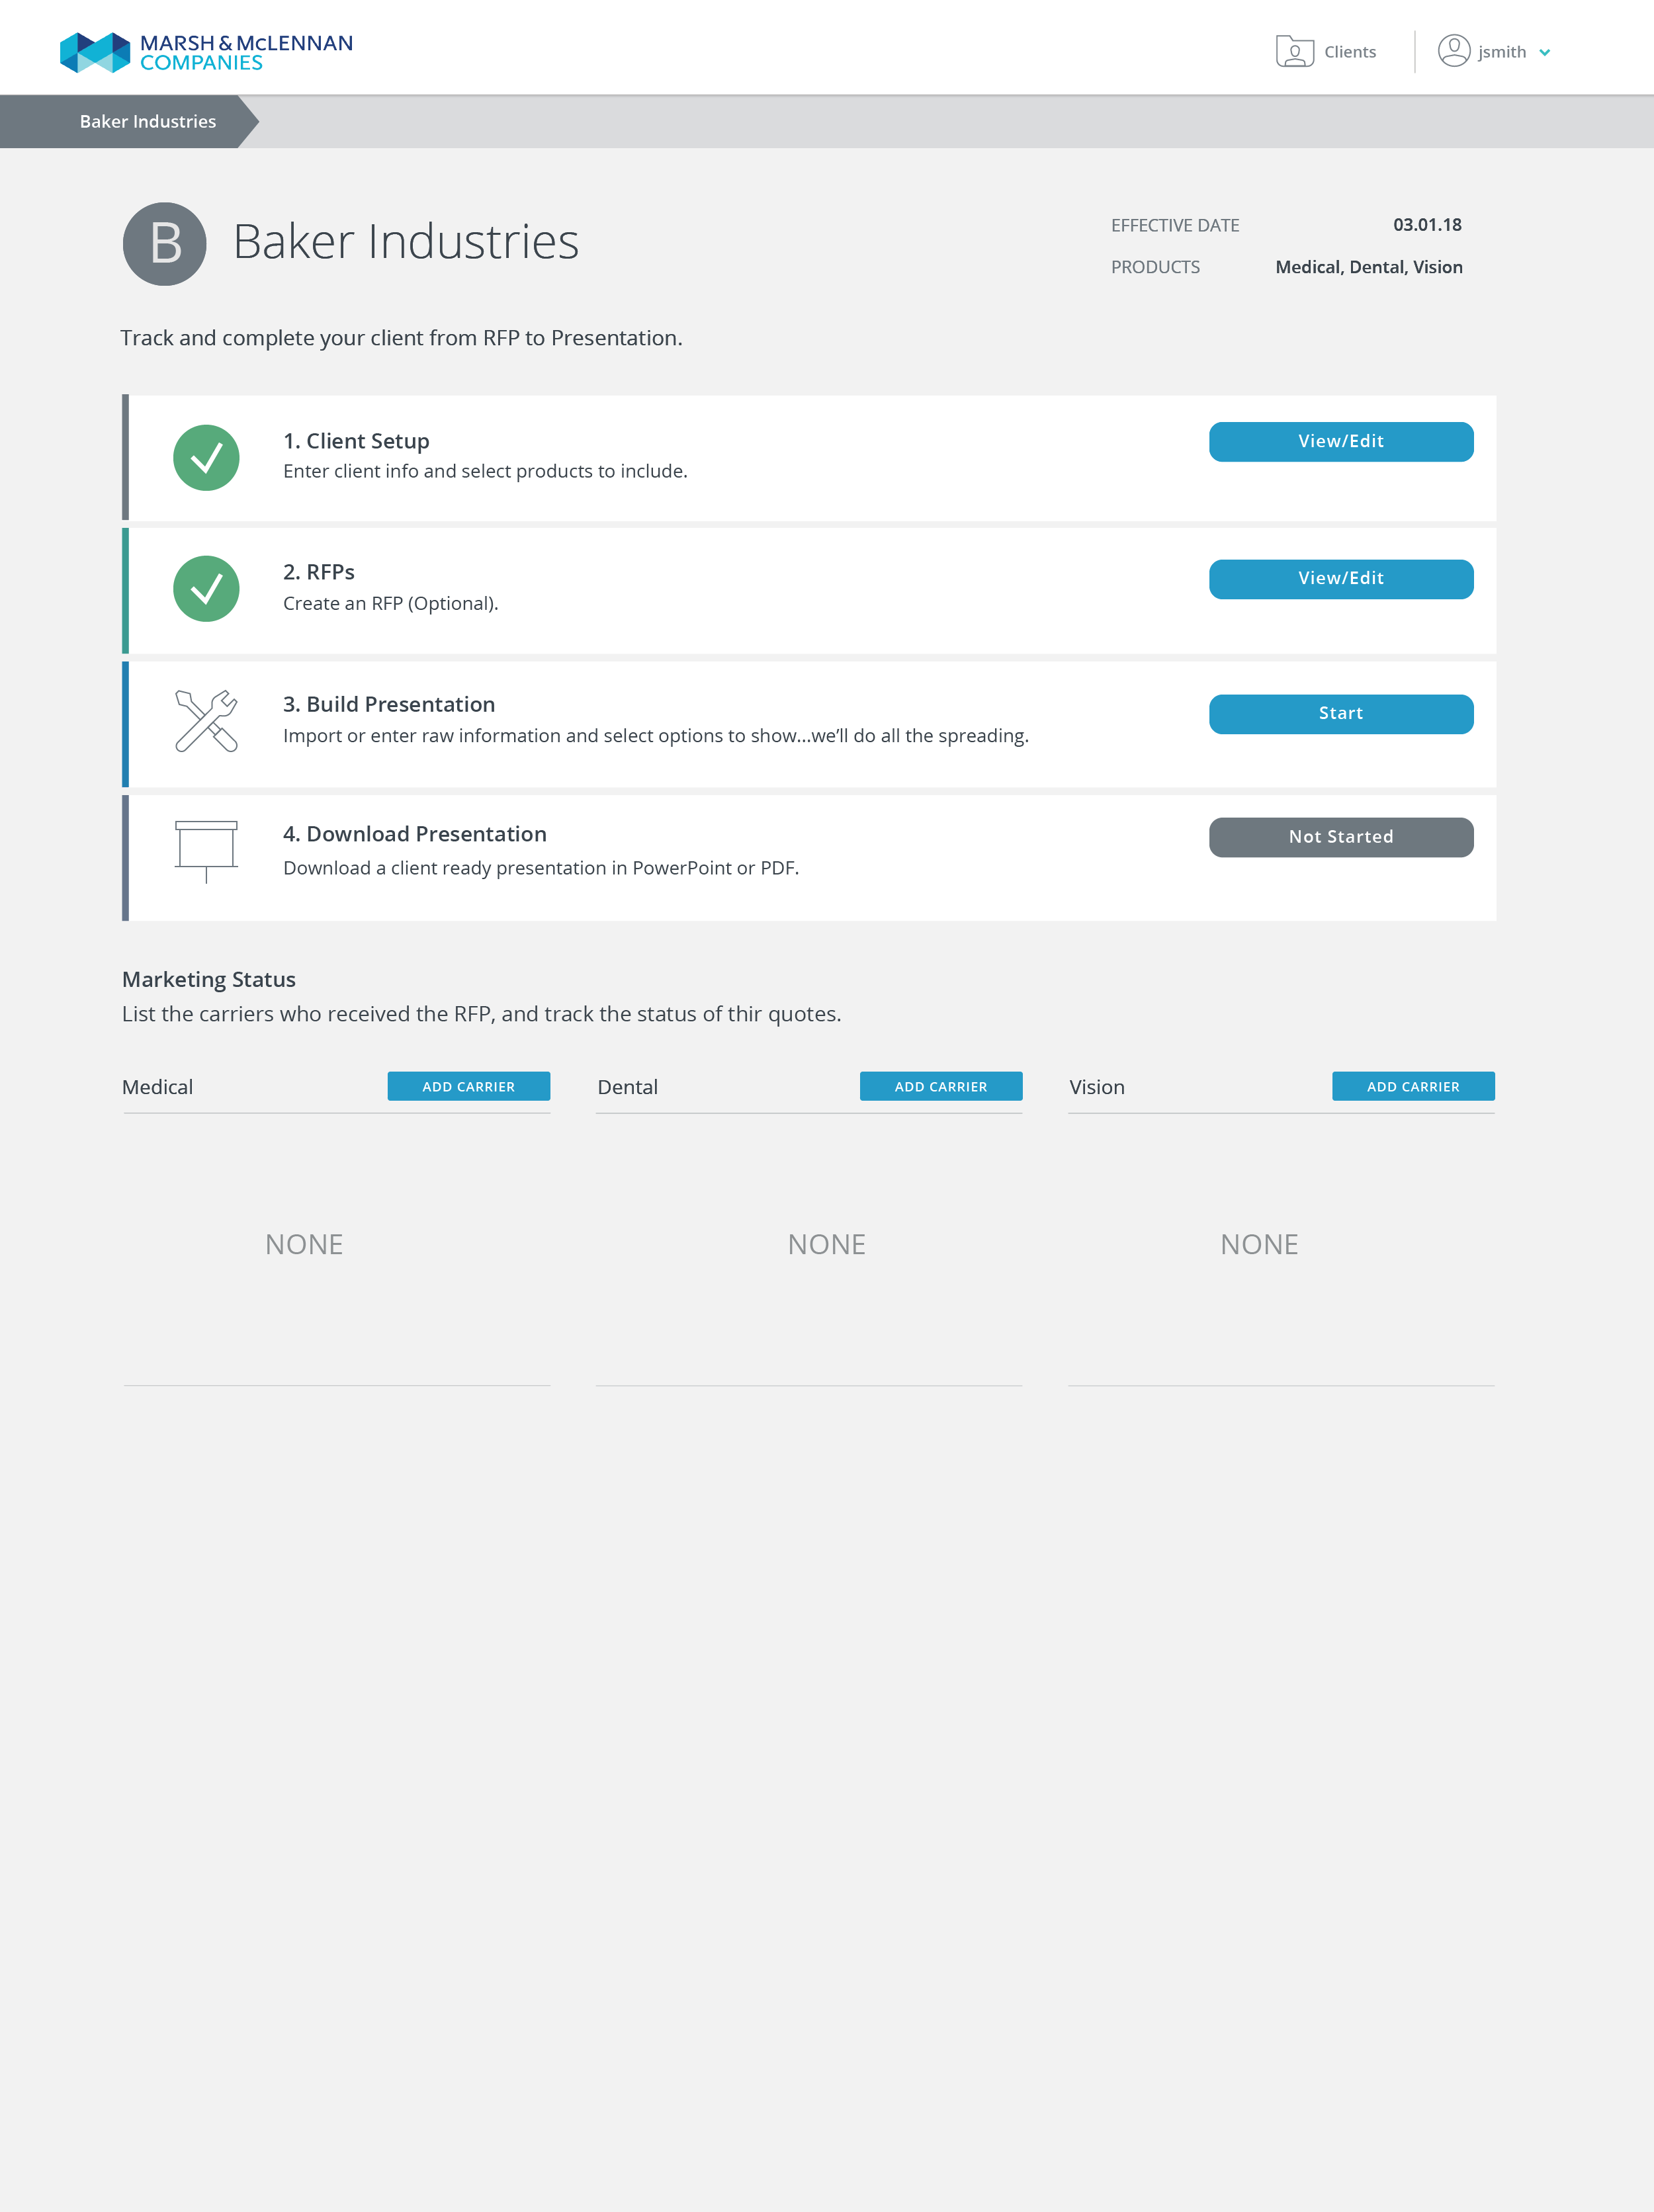 MARSH & McLENNAN
COMPANIES
Clients
jsmith
Baker Industries
B
Baker Industries
EFFECTIVE DATE 03.01.18
PRODUCTS Medical, Dental, Vision
Track and complete your client from RFP to Presentation.
1. Client Setup
Enter client info and select products to include.
View/Edit
2. RFPs
Create an RFP (Optional).
View/Edit
3. Build Presentation
Import or enter raw information and select options to show...we’ll do all the spreading.
Start
4. Download Presentation
Download a client ready presentation in PowerPoint or PDF.
Not Started
Marketing Status
List the carriers who received the RFP, and track the status of thir quotes.
Medical ADD CARRIER
Dental ADD CARRIER
Vision ADD CARRIER
NONE
NONE
NONE